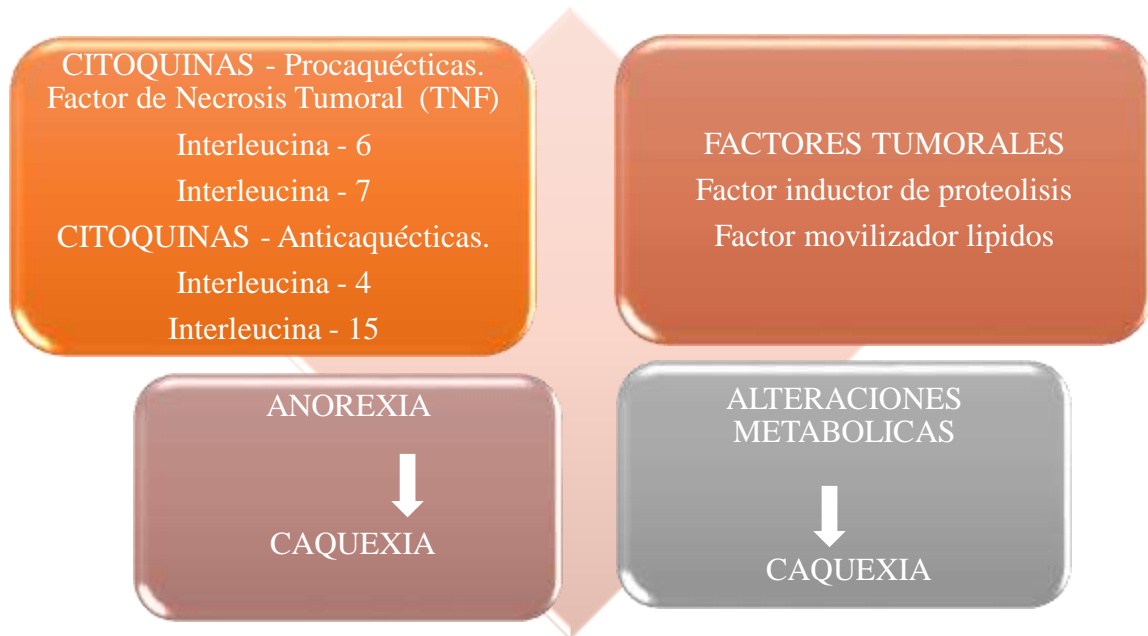 CITOQUINAS - Procaquécticas.
Factor de Necrosis Tumoral (TNF)
Interleucina - 6
Interleucina - 7
CITOQUINAS - Anticaquécticas.
Interleucina - 4
Interleucina - 15
FACTORES TUMORALES
Factor inductor de proteolisis
Factor movilizador lipidos
ANOREXIA
CAQUEXIA
ALTERACIONES
METABOLICAS
CAQUEXIA